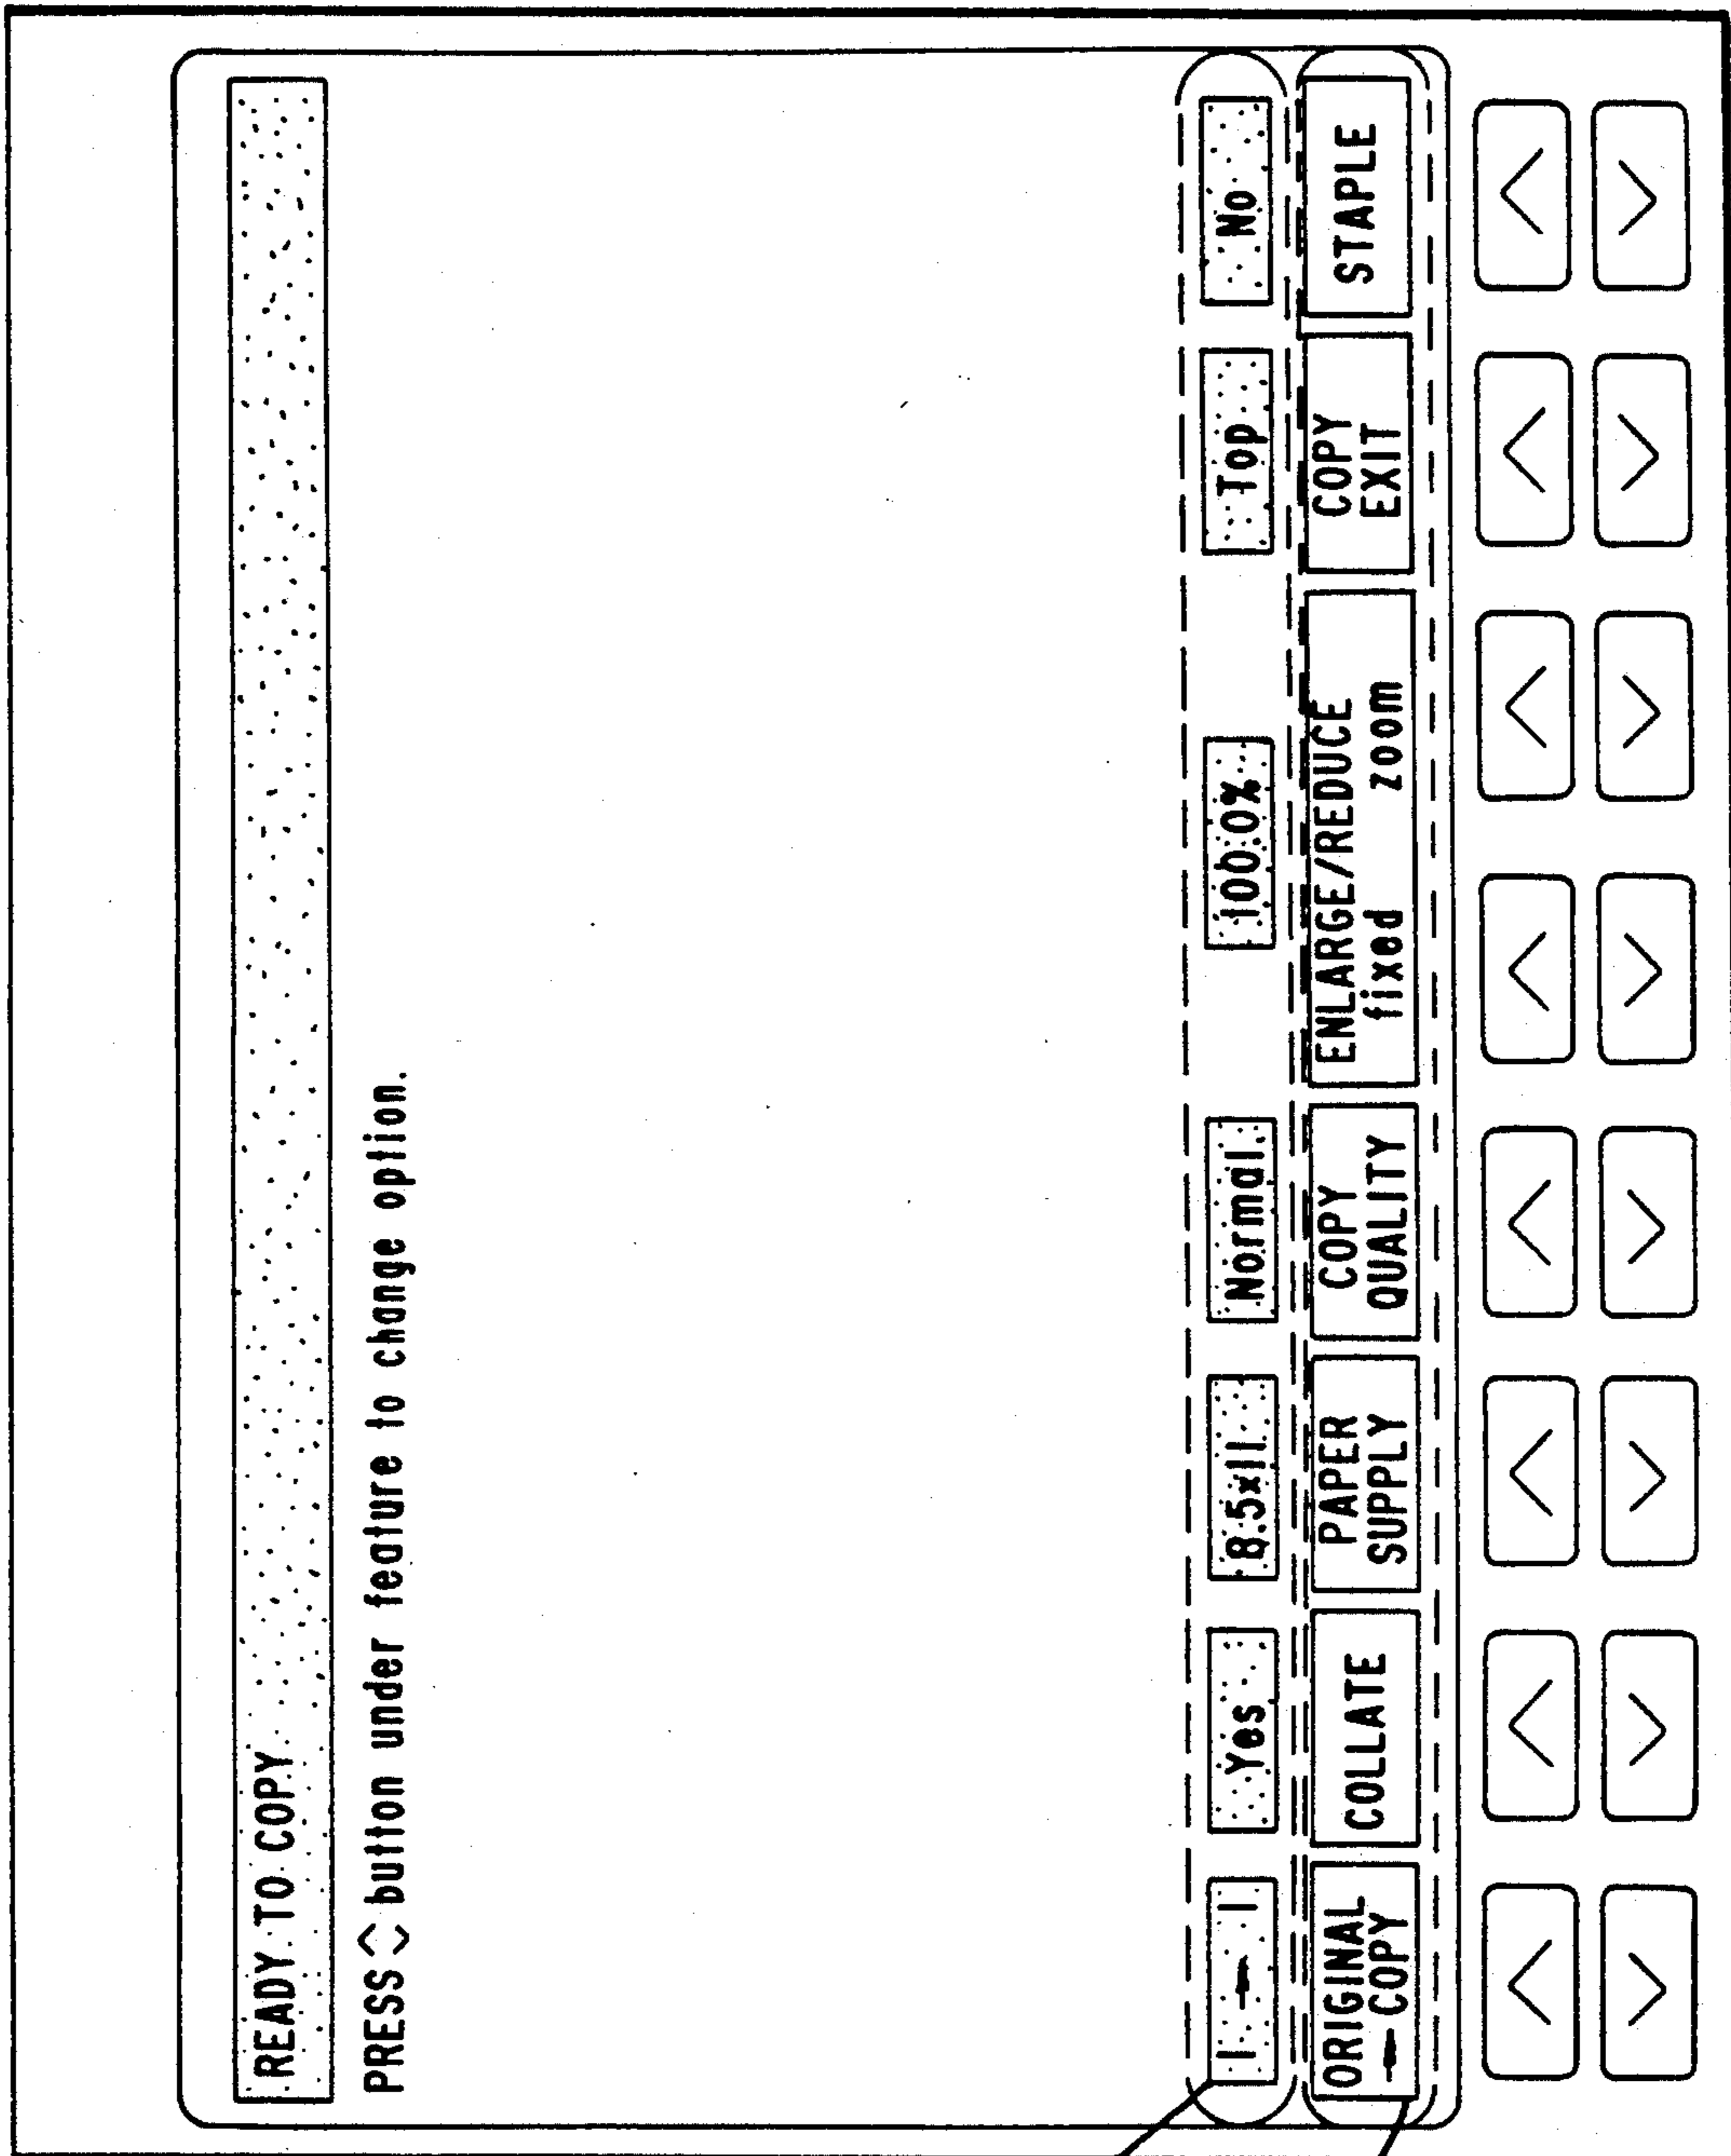 READY TO COPY
PRESS ◇ button under feature to change option.
1 → 1
Yes
8.5x11
Normal
100.0%
Top
No
ORIGINAL
→ COPY
COLLATE
PAPER
SUPPLY
COPY
QUALITY
ENLARGE/REDUCE
fixed zoom
COPY
EXIT
STAPLE